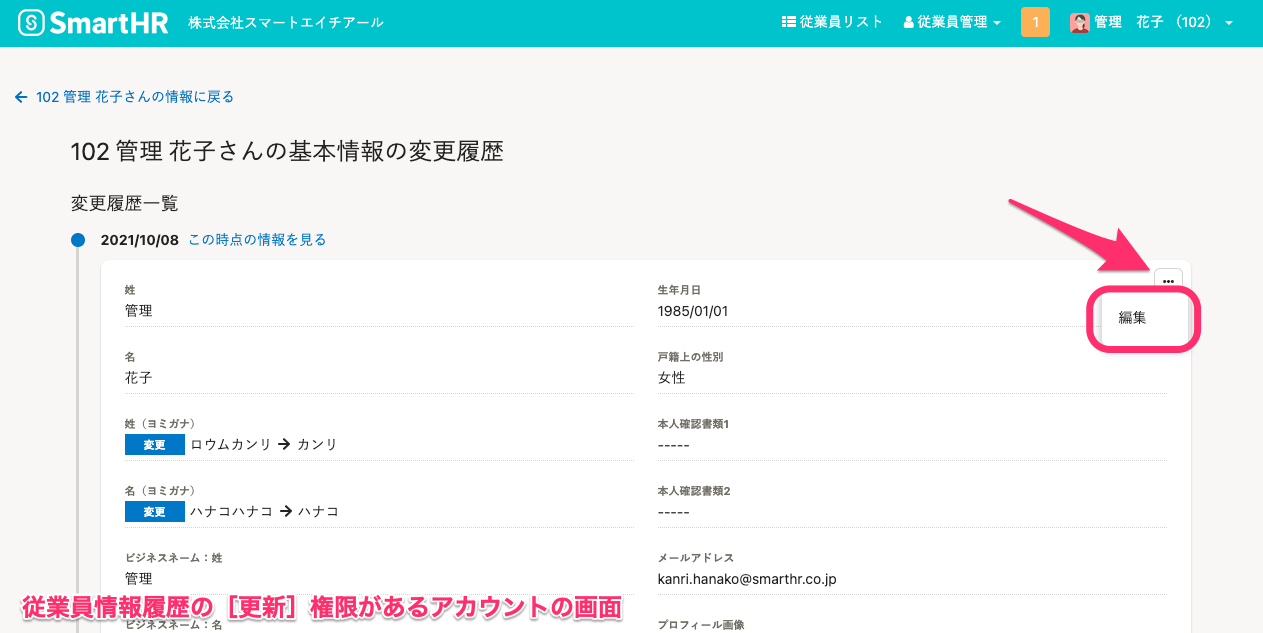 SmartHR 株式会社スマートエイチアール 従業員リスト 従業員管理 1 管理 花子 (102)
← 102 管理 花子さんの情報に戻る
102 管理 花子さんの基本情報の変更履歴
変更履歴一覧
2021/10/08 この時点の情報を見る
姓
管理
生年月日
1985/01/01
編集
名
花子
戸籍上の性別
女性
姓（ヨミガナ）
変更 ロウムカンリ → カンリ
本人確認書類1
-----
名（ヨミガナ）
変更 ハナコハナコ → ハナコ
本人確認書類2
-----
ビジネスネーム：姓
管理
メールアドレス
kanri.hanako@smarthr.co.jp
従業員情報履歴の［更新］権限があるアカウントの画面
ビジネスネーム：名
プロフィール画像